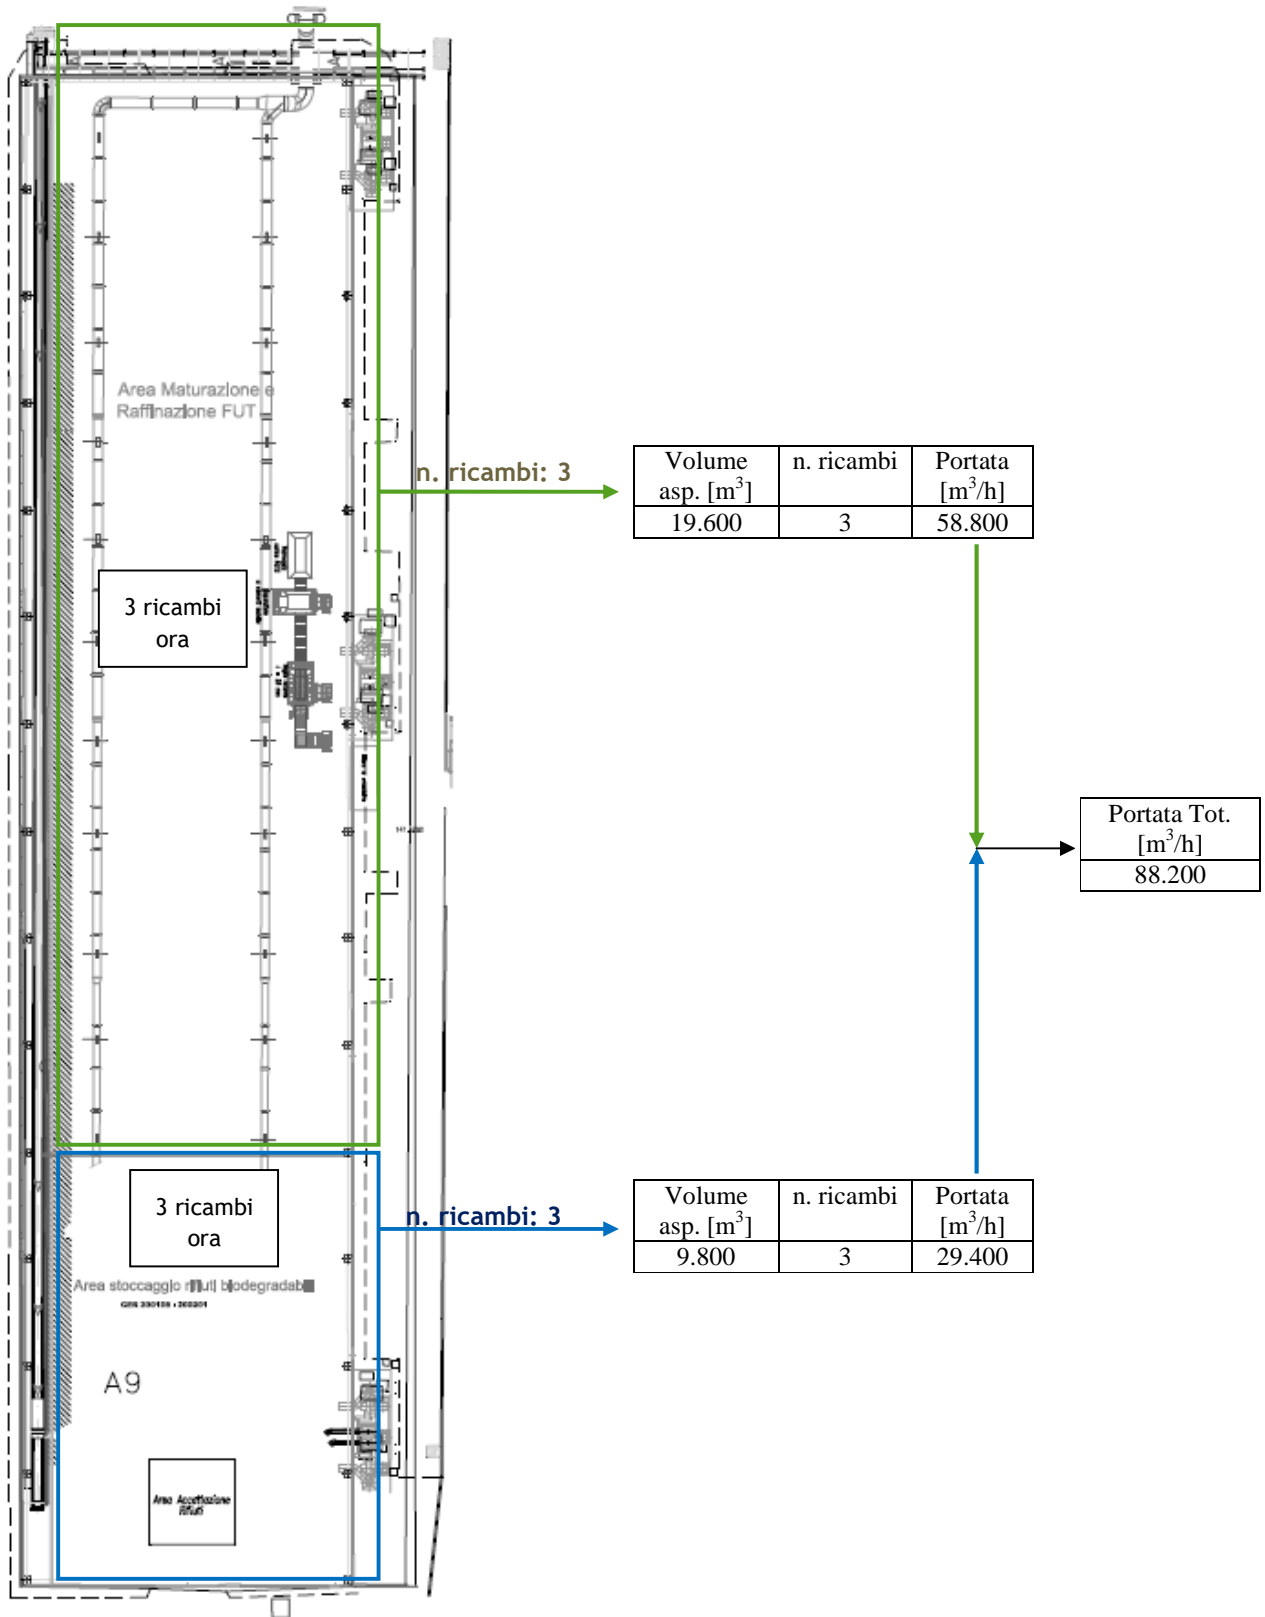 Area Maturazione e
Raffinazione FUT
n. ricambi: 3
Volume asp. [m³] n. ricambi Portata [m³/h]
19.600 3 58.800
3 ricambi
ora
Portata Tot.
[m³/h]
88.200
3 ricambi
ora
n. ricambi: 3
Volume asp. [m³] n. ricambi Portata [m³/h]
9.800 3 29.400
Area stoccaggio rifiuti biodegradabili
A9
Area Accettazione
Rifiuti